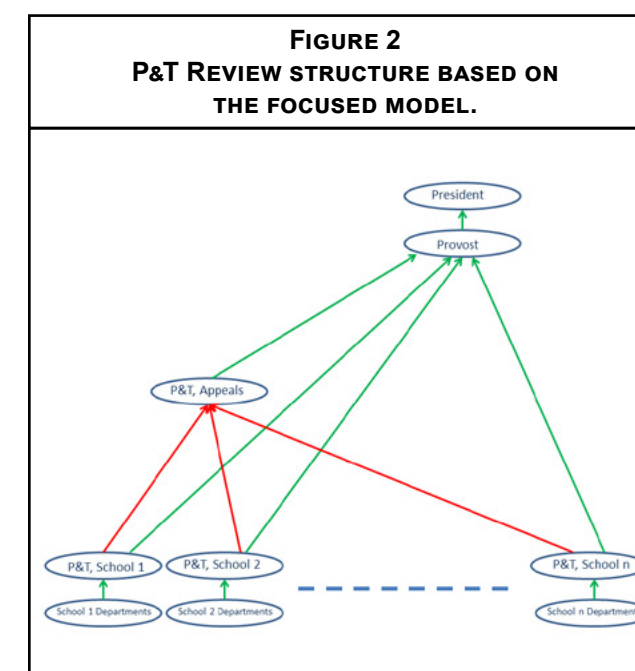 FIGURE 2
P&T REVIEW STRUCTURE BASED ON
THE FOCUSED MODEL.
President
Provost
P&T, Appeals
P&T, School 1
P&T, School 2
P&T, School n
School 1 Departments
School 2 Departments
School n Department